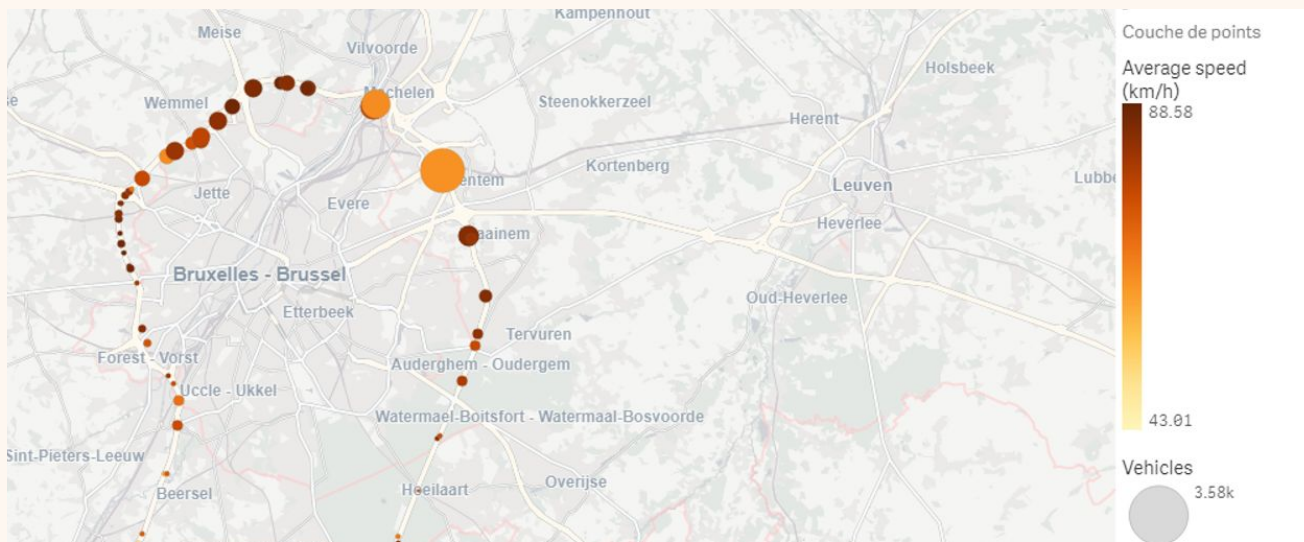 Kampenhout
Meise
Vilvoorde
Holsbeek
Wemmel
Machelen
Steenokkerzeel
Herent
Kortenberg
Lubbe
Jette
Evere
entem
Leuven
Heverlee
aainem
Bruxelles - Brussel
Etterbeek
Oud-Heverlee
Tervuren
Forest - Vorst
Auderghem - Oudergem
Uccle - Ukkel
Watermael-Boitsfort - Watermaal-Bosvoorde
Sint-Pieters-Leeuw
Beersel
Hoeilaart
Overijse
Couche de points
Average speed
(km/h)
88.58
43.01
Vehicles
3.58k